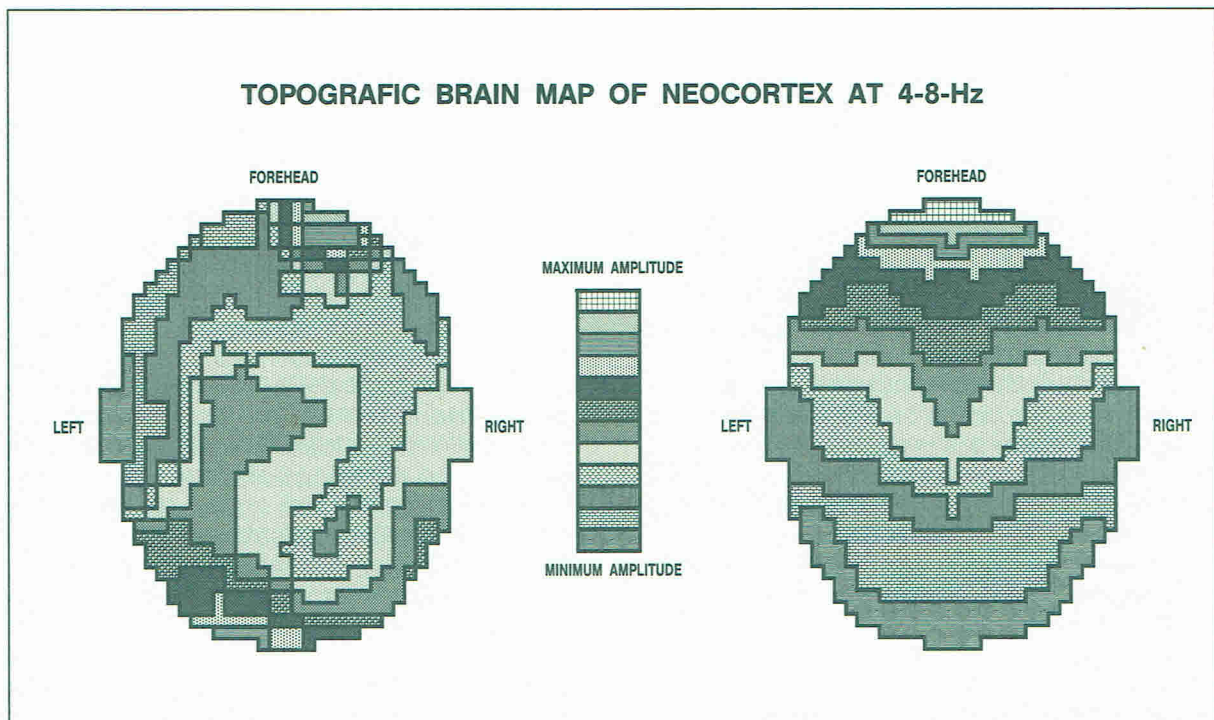 TOPOGRAFIC BRAIN MAP OF NEOCORTEX AT 4-8-Hz
FOREHEAD
FOREHEAD
MAXIMUM AMPLITUDE
LEFT
RIGHT
LEFT
RIGHT
MINIMUM AMPLITUDE